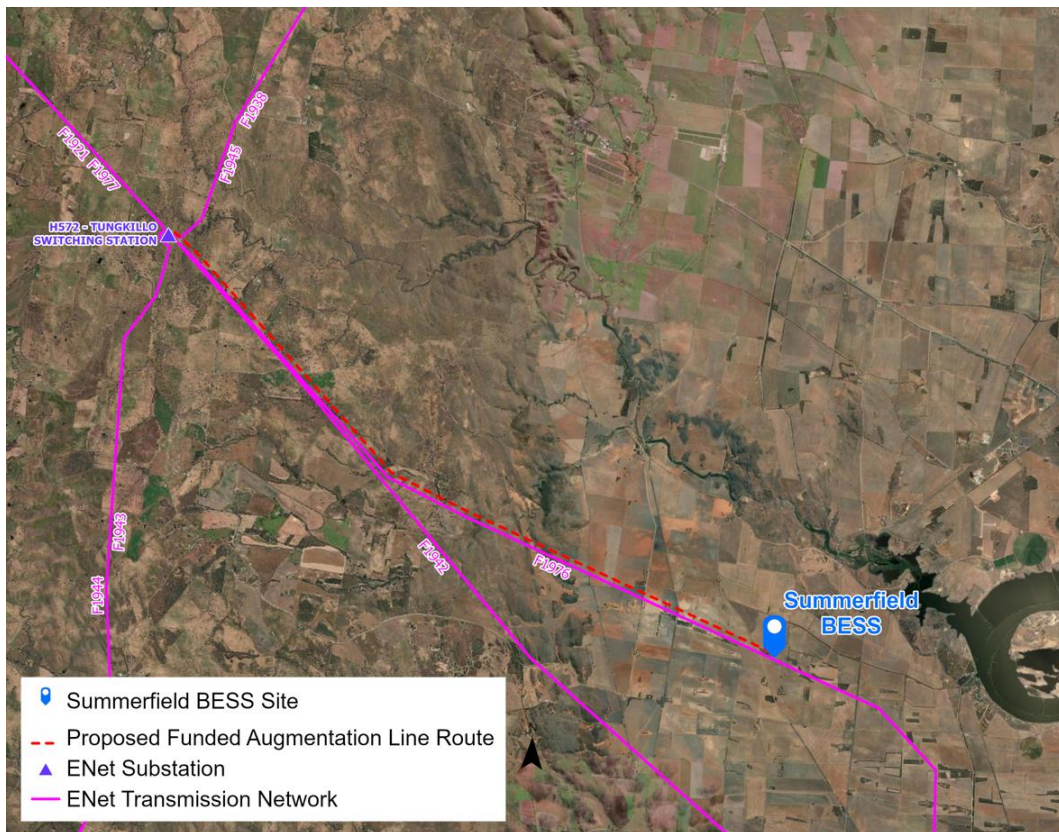 F1938
F1945
F1921 F1977
H572 - TUNGKILLO
SWITCHING STATION
F1943
F1944
F1942
F1976
Summerfield
BESS
Summerfield BESS Site
Proposed Funded Augmentation Line Route
ENet Substation
ENet Transmission Network